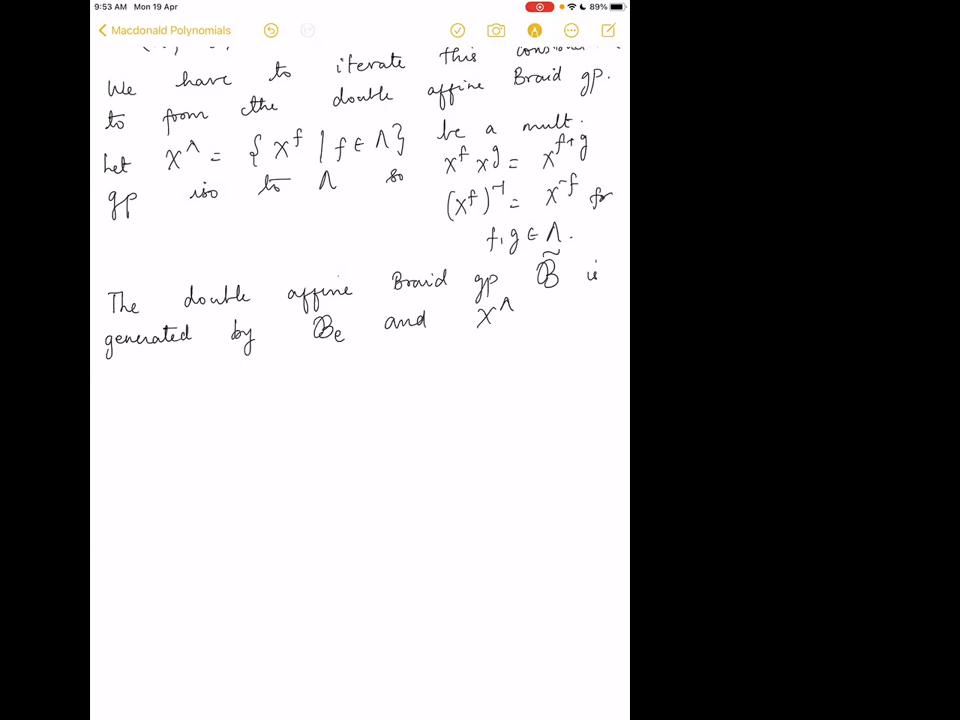 9:53 AM Mon 19 Apr 89%
Macdonald Polynomials
We have to iterate this
to from cthe double affine Braid gp.
Let X^Λ = { X^f | f ∈ Λ } be a mult.
gp iso to Λ so X^f X^g = X^{f+g}
(X^f)^{-1} = X^{-f} for
f, g ∈ Λ.
The double affine Braid gp 𝔅̃ is
generated by 𝔅_e and X^Λ